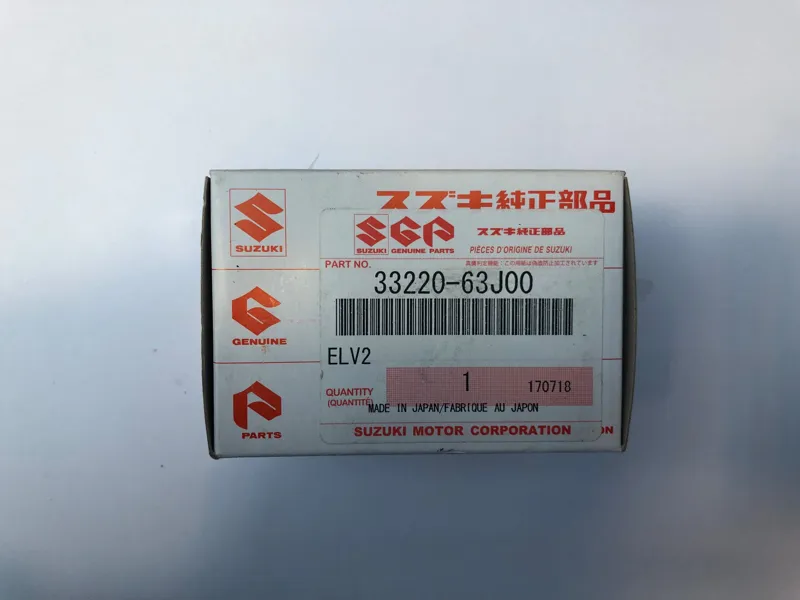 スズキ純正部品
SUZUKI
SGP スズキ純正部品
SUZUKI GENUINE PARTS PIÈCES D'ORIGINE DE SUZUKI
PART NO.
33220-63J00
GENUINE
ELV2
QUANTITY 1 170718
(QUANTITÉ)
MADE IN JAPAN/FABRIQUE AU JAPON
PARTS
SUZUKI MOTOR CORPORATION ON